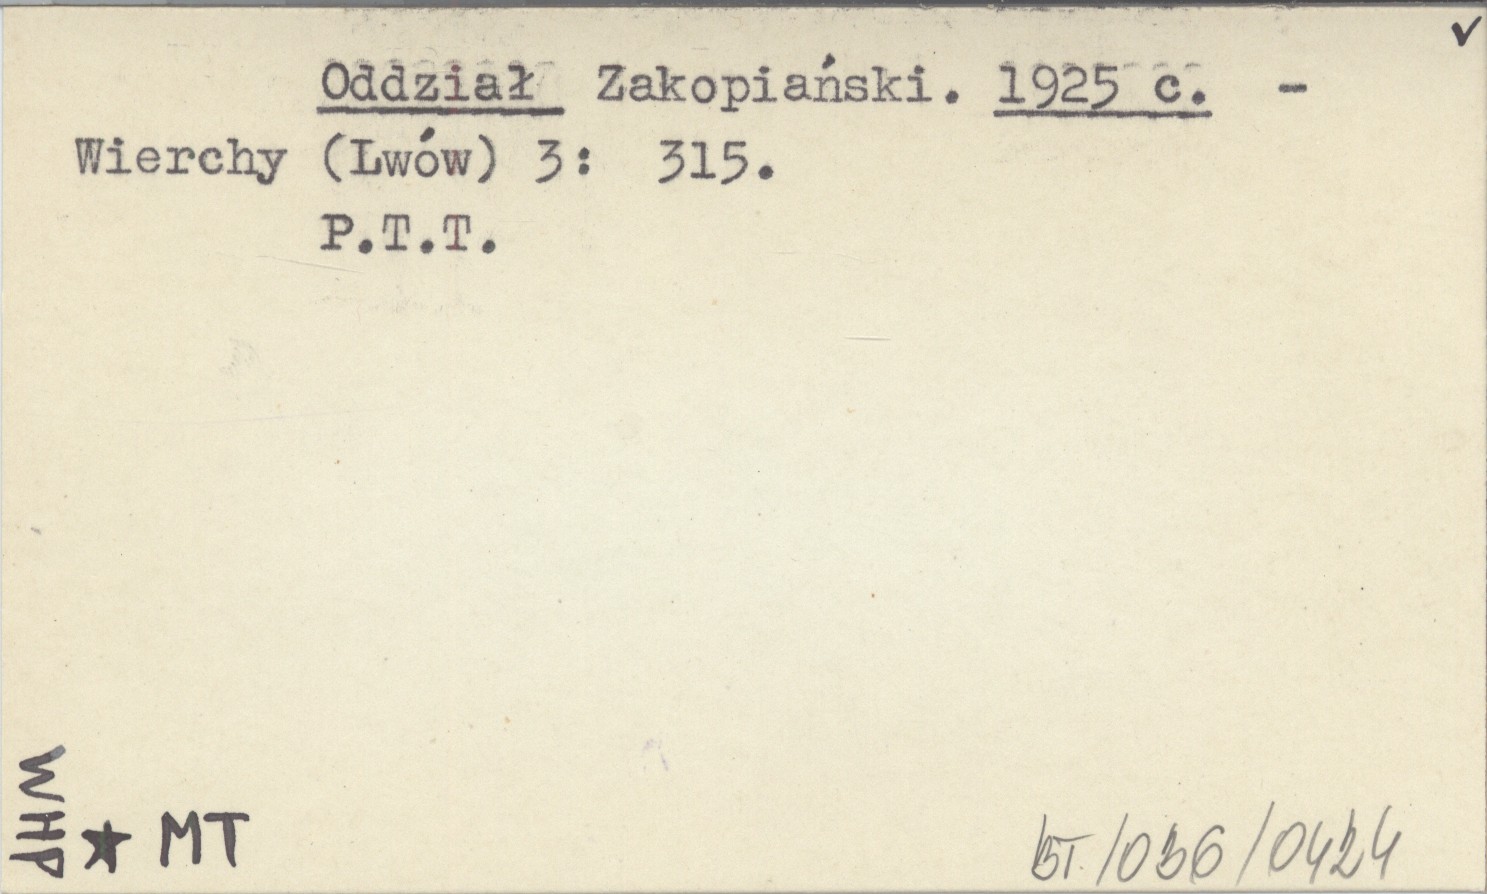 ✓
Oddział Zakopiański. 1925 c. -
Wierchy (Lwów) 3: 315.
P.T.T.
WHP
★ MT
BT./036/0424